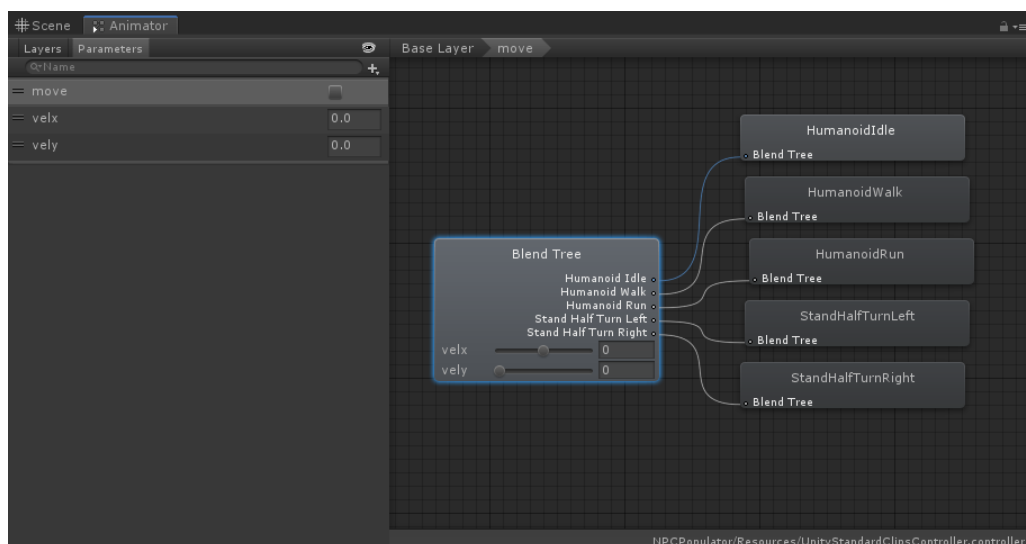 Scene Animator
Layers Parameters
Name
move
velx 0.0
vely 0.0
Base Layer move
Blend Tree
Humanoid Idle
Humanoid Walk
Humanoid Run
Stand Half Turn Left
Stand Half Turn Right
velx 0
vely 0
HumanoidIdle
Blend Tree
HumanoidWalk
Blend Tree
HumanoidRun
Blend Tree
StandHalfTurnLeft
Blend Tree
StandHalfTurnRight
Blend Tree
NPCPopulator/Resources/UnityStandardClipsController.controller